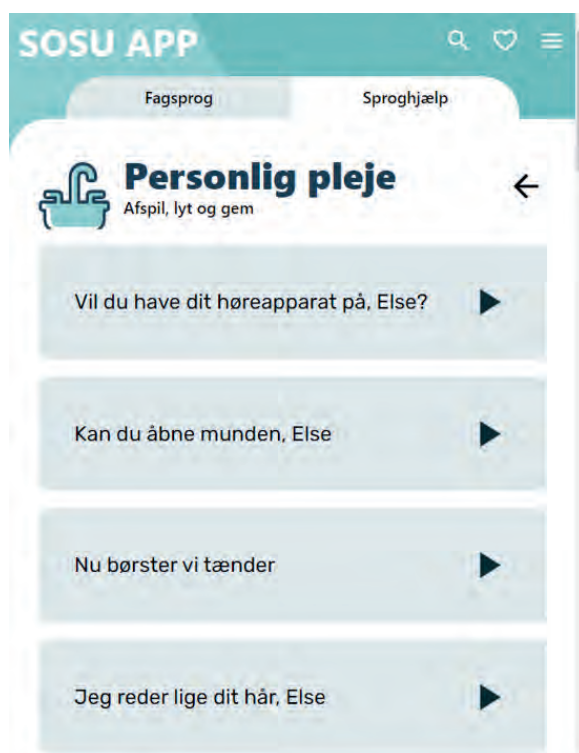 SOSU APP
Fagsprog Sproghjælp
Personlig pleje
Afspil, lyt og gem
Vil du have dit høreapparat på, Else?
Kan du åbne munden, Else
Nu børster vi tænder
Jeg reder lige dit hår, Else